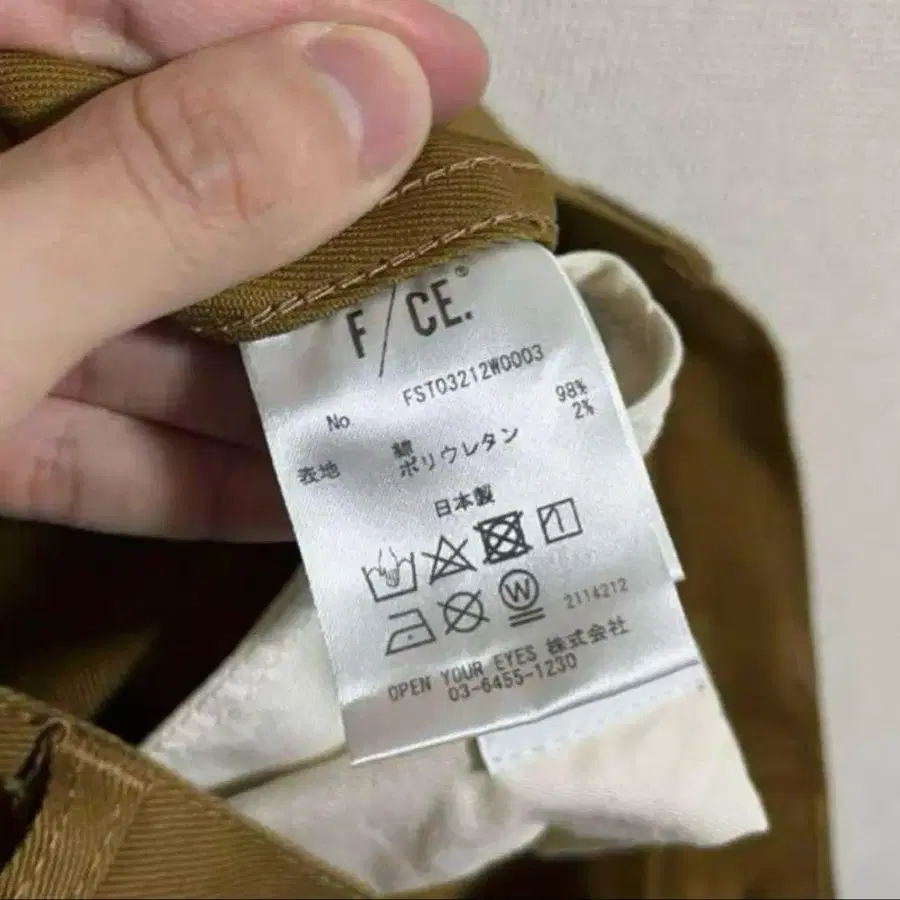 F/CE.®
No FST03212W0003
表地 綿 98%
ポリウレタン 2%
日本製
W
2114212
OPEN YOUR EYES 株式会社
03-6455-1230